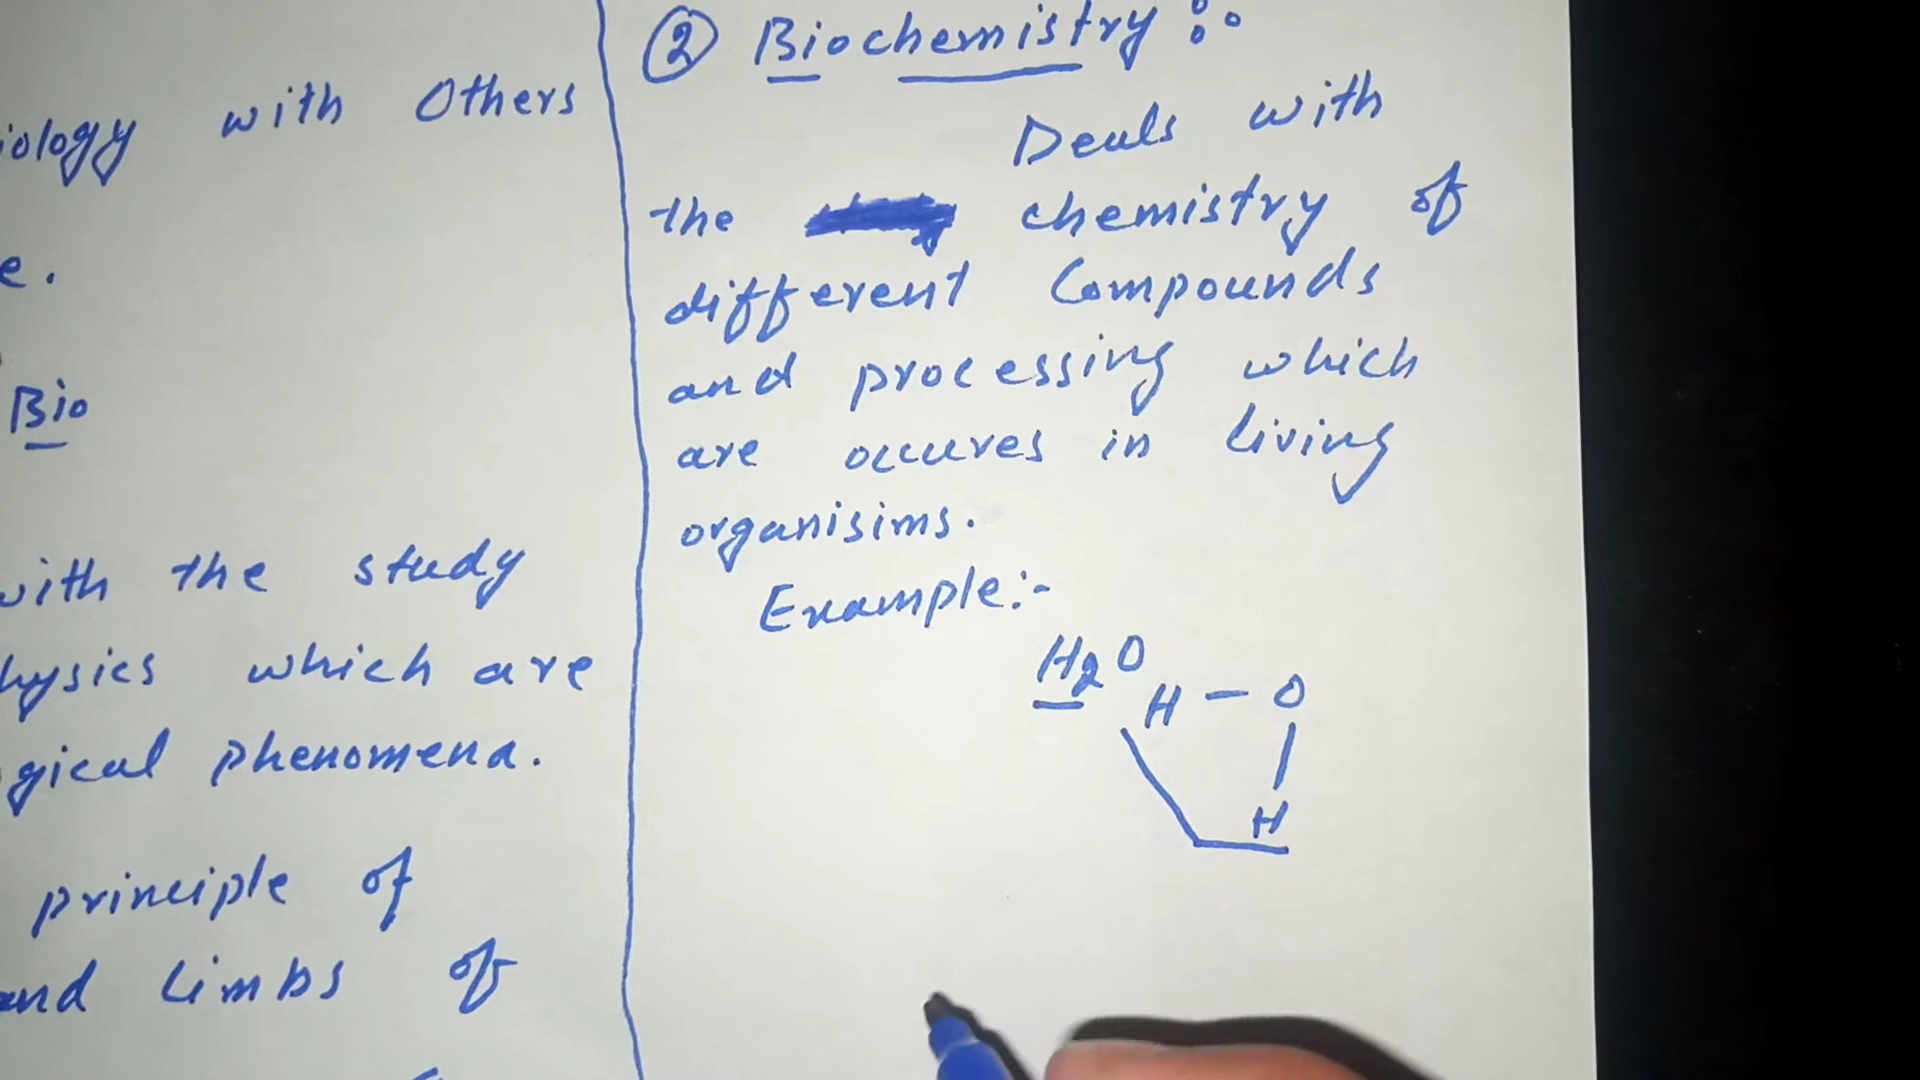 iology with Others
e.
Bio
with the study
hysics which are
gical phenomena.
principle of
and Limbs of
② Biochemistry:-
Deals with
the chemistry of
different Compounds
and processing which
are occures in Living
organisims.
Example:-
H2O
H - O
H